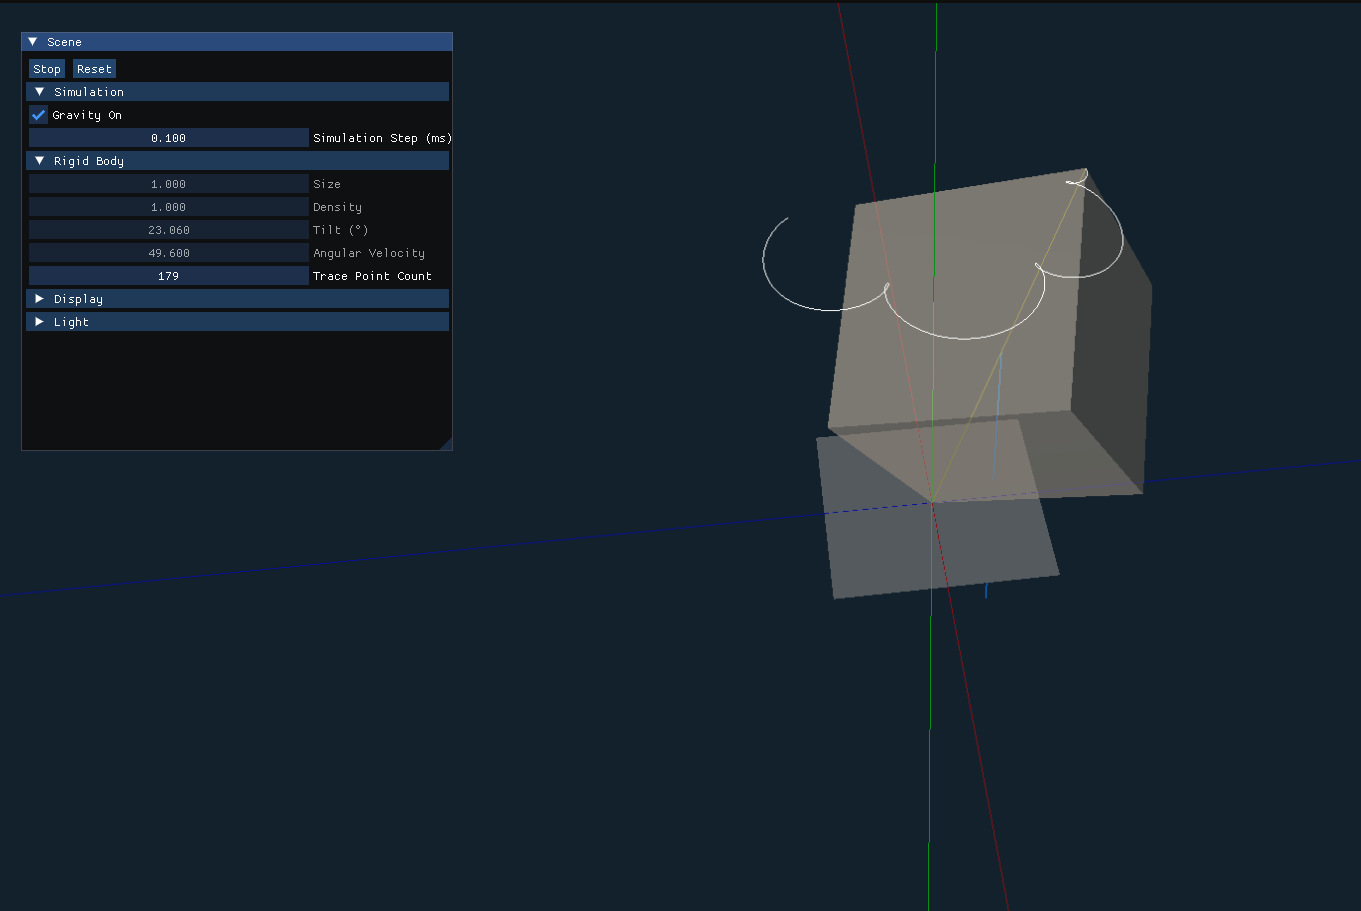 Scene
Stop Reset
Simulation
Gravity On
0.100 Simulation Step (ms)
Rigid Body
1.000 Size
1.000 Density
23.060 Tilt (°)
49.600 Angular Velocity
179 Trace Point Count
Display
Light